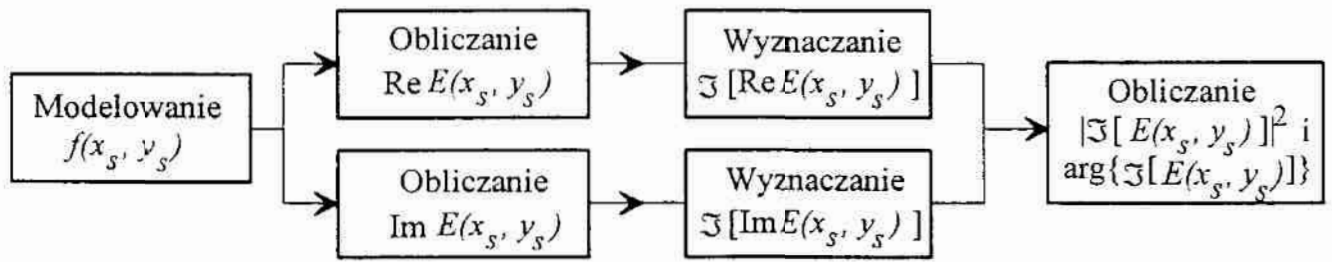 Modelowanie
f(x_s, y_s)
Obliczanie
Re E(x_s, y_s)
Wyznaczanie
ℑ [Re E(x_s, y_s) ]
Obliczanie
Im E(x_s, y_s)
Wyznaczanie
ℑ [Im E(x_s, y_s) ]
Obliczanie
|ℑ[ E(x_s, y_s) ]|² i
arg{ℑ[ E(x_s, y_s)]}